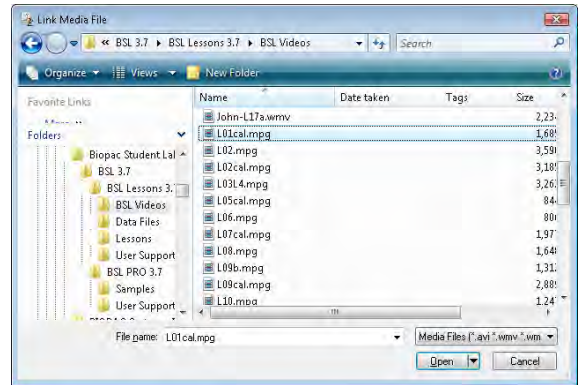 Link Media File
« BSL 3.7 ▸ BSL Lessons 3.7 ▸ BSL Videos Search
Organize Views New Folder ?
Favorite Links
Folders
Name Date taken Tags Size
Biopac Student Lal
BSL 3.7
BSL Lessons 3.
BSL Videos
Data Files
Lessons
User Support
BSL PRO 3.7
Samples
User Support
John-L17a.wmv 2,23
L01cal.mpg 1,68
L02.mpg 3,59
L02cal.mpg 3,18
L03L4.mpg 3,26
L05cal.mpg 84
L06.mpg 80
L07cal.mpg 1,97
L08.mpg 1,64
L09b.mpg 1,31
L09cal.mpg 2,88
L10.mpg 1,24
File name: L01cal.mpg Media Files (*.avi *.wmv *.wm
Open Cancel